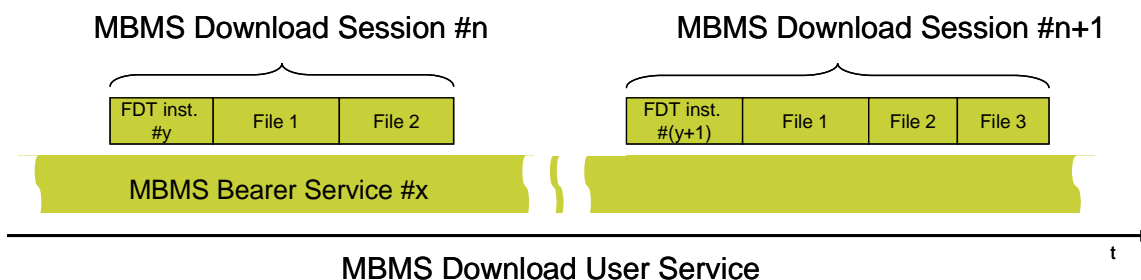 MBMS Download Session #n
MBMS Download Session #n+1
FDT inst.
#y
File 1
File 2
FDT inst.
#(y+1)
File 1
File 2
File 3
MBMS Bearer Service #x
t
MBMS Download User Service